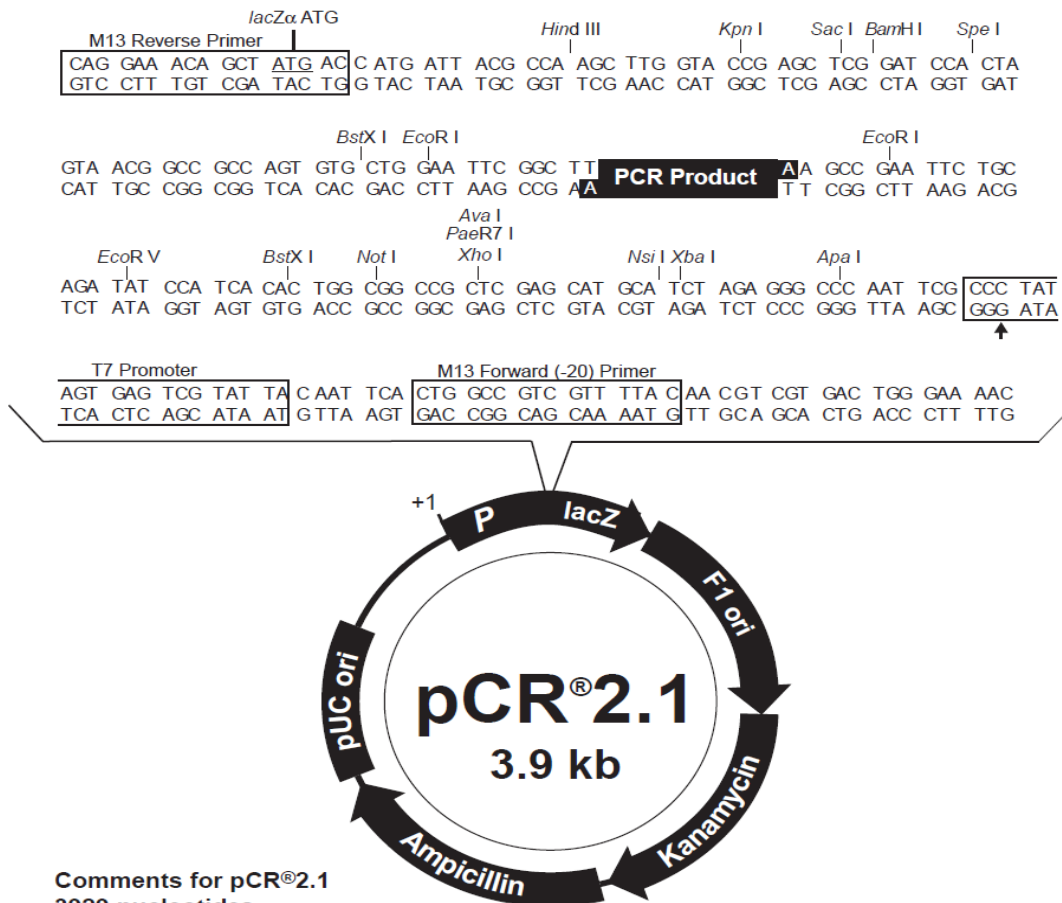 lacZα ATG
M13 Reverse Primer
Hind III Kpn I Sac I BamH I Spe I
CAG GAA ACA GCT ATG AC C ATG ATT ACG CCA AGC TTG GTA CCG AGC TCG GAT CCA CTA
GTC CTT TGT CGA TAC TG G TAC TAA TGC GGT TCG AAC CAT GGC TCG AGC CTA GGT GAT
BstX I EcoR I EcoR I
GTA ACG GCC GCC AGT GTG CTG GAA TTC GGC TT PCR Product A A GCC GAA TTC TGC
CAT TGC CGG CGG TCA CAC GAC CTT AAG CCG A A T T CGG CTT AAG ACG
Ava I
PaeR7 I
EcoR V BstX I Not I Xho I Nsi I Xba I Apa I
AGA TAT CCA TCA CAC TGG CGG CCG CTC GAG CAT GCA TCT AGA GGG CCC AAT TCG CCC TAT
TCT ATA GGT AGT GTG ACC GCC GGC GAG CTC GTA CGT AGA TCT CCC GGG TTA AGC GGG ATA
T7 Promoter M13 Forward (-20) Primer
AGT GAG TCG TAT TA C AAT TCA CTG GCC GTC GTT TTA C AA CGT CGT GAC TGG GAA AAC
TCA CTC AGC ATA AT G TTA AGT GAC CGG CAG CAA AAT G TT GCA GCA CTG ACC CTT TTG
+1
P
lacZ
F1 ori
Kanamycin
Ampicillin
pUC ori
pCR®2.1
3.9 kb
Comments for pCR®2.1